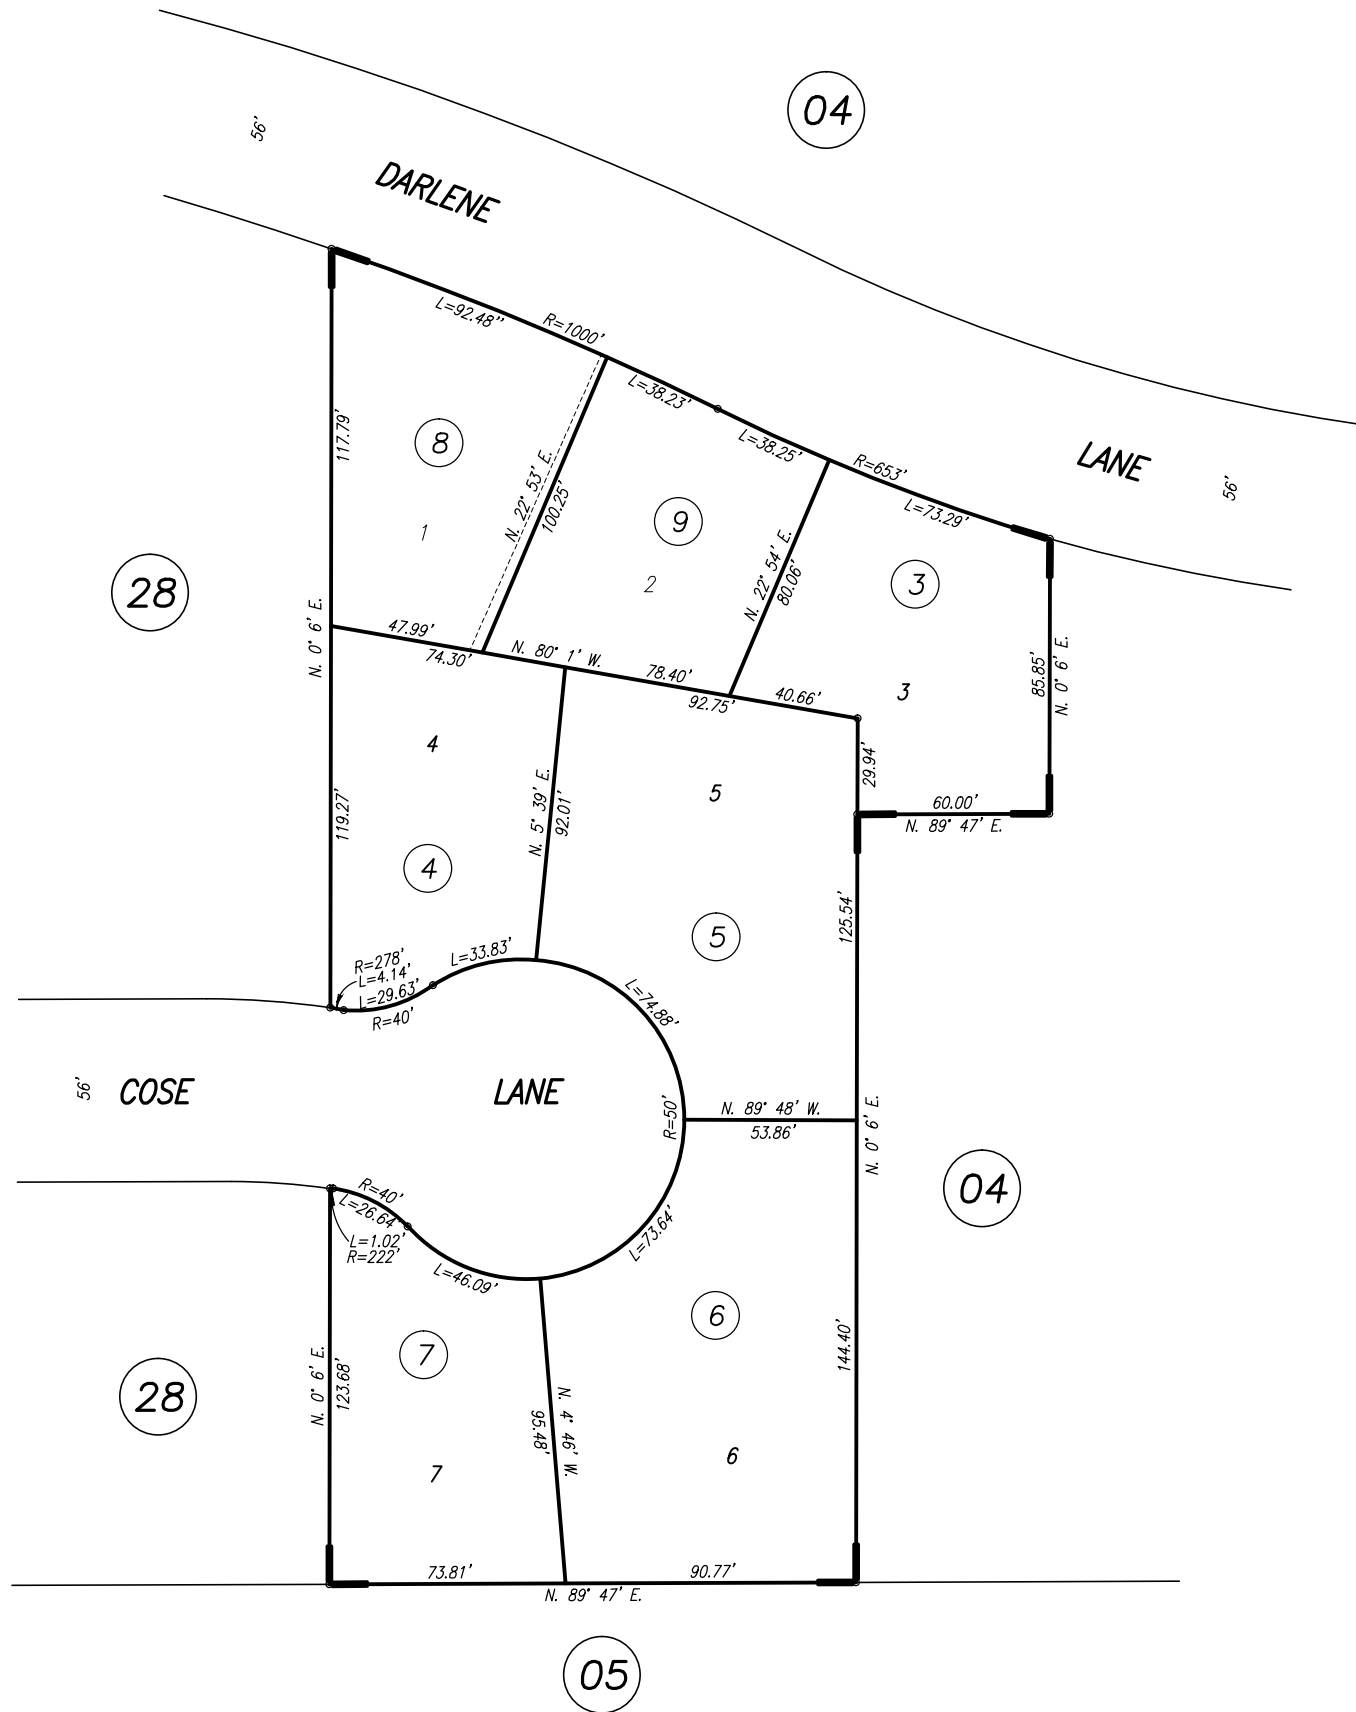 04
56'
DARLENE
L=92.48''
R=1000'
L=38.23'
L=38.25'
R=653'
L=73.29'
LANE
56'
117.79'
8
N. 22° 53' E.
100.25'
1
9
2
N. 22° 54' E.
80.06'
3
28
N. 0° 6' E.
47.99'
74.30'
N. 80° 1' W.
78.40'
92.75'
40.66'
3
85.85'
N. 0° 6' E.
29.94'
60.00'
N. 89° 47' E.
4
5
119.27'
N. 5° 39' E.
92.01'
4
5
125.54'
R=278'
L=4.14'
L=29.63'
R=40'
L=33.83'
L=74.88'
56'
COSE
LANE
R=50'
N. 89° 48' W.
53.86'
N. 0° 6' E.
04
R=40'
L=26.64'
L=1.02'
R=222'
L=46.09'
L=73.64'
6
7
144.40'
28
N. 0° 6' E.
123.68'
N. 4° 46' W.
95.48'
7
6
73.81'
90.77'
N. 89° 47' E.
05